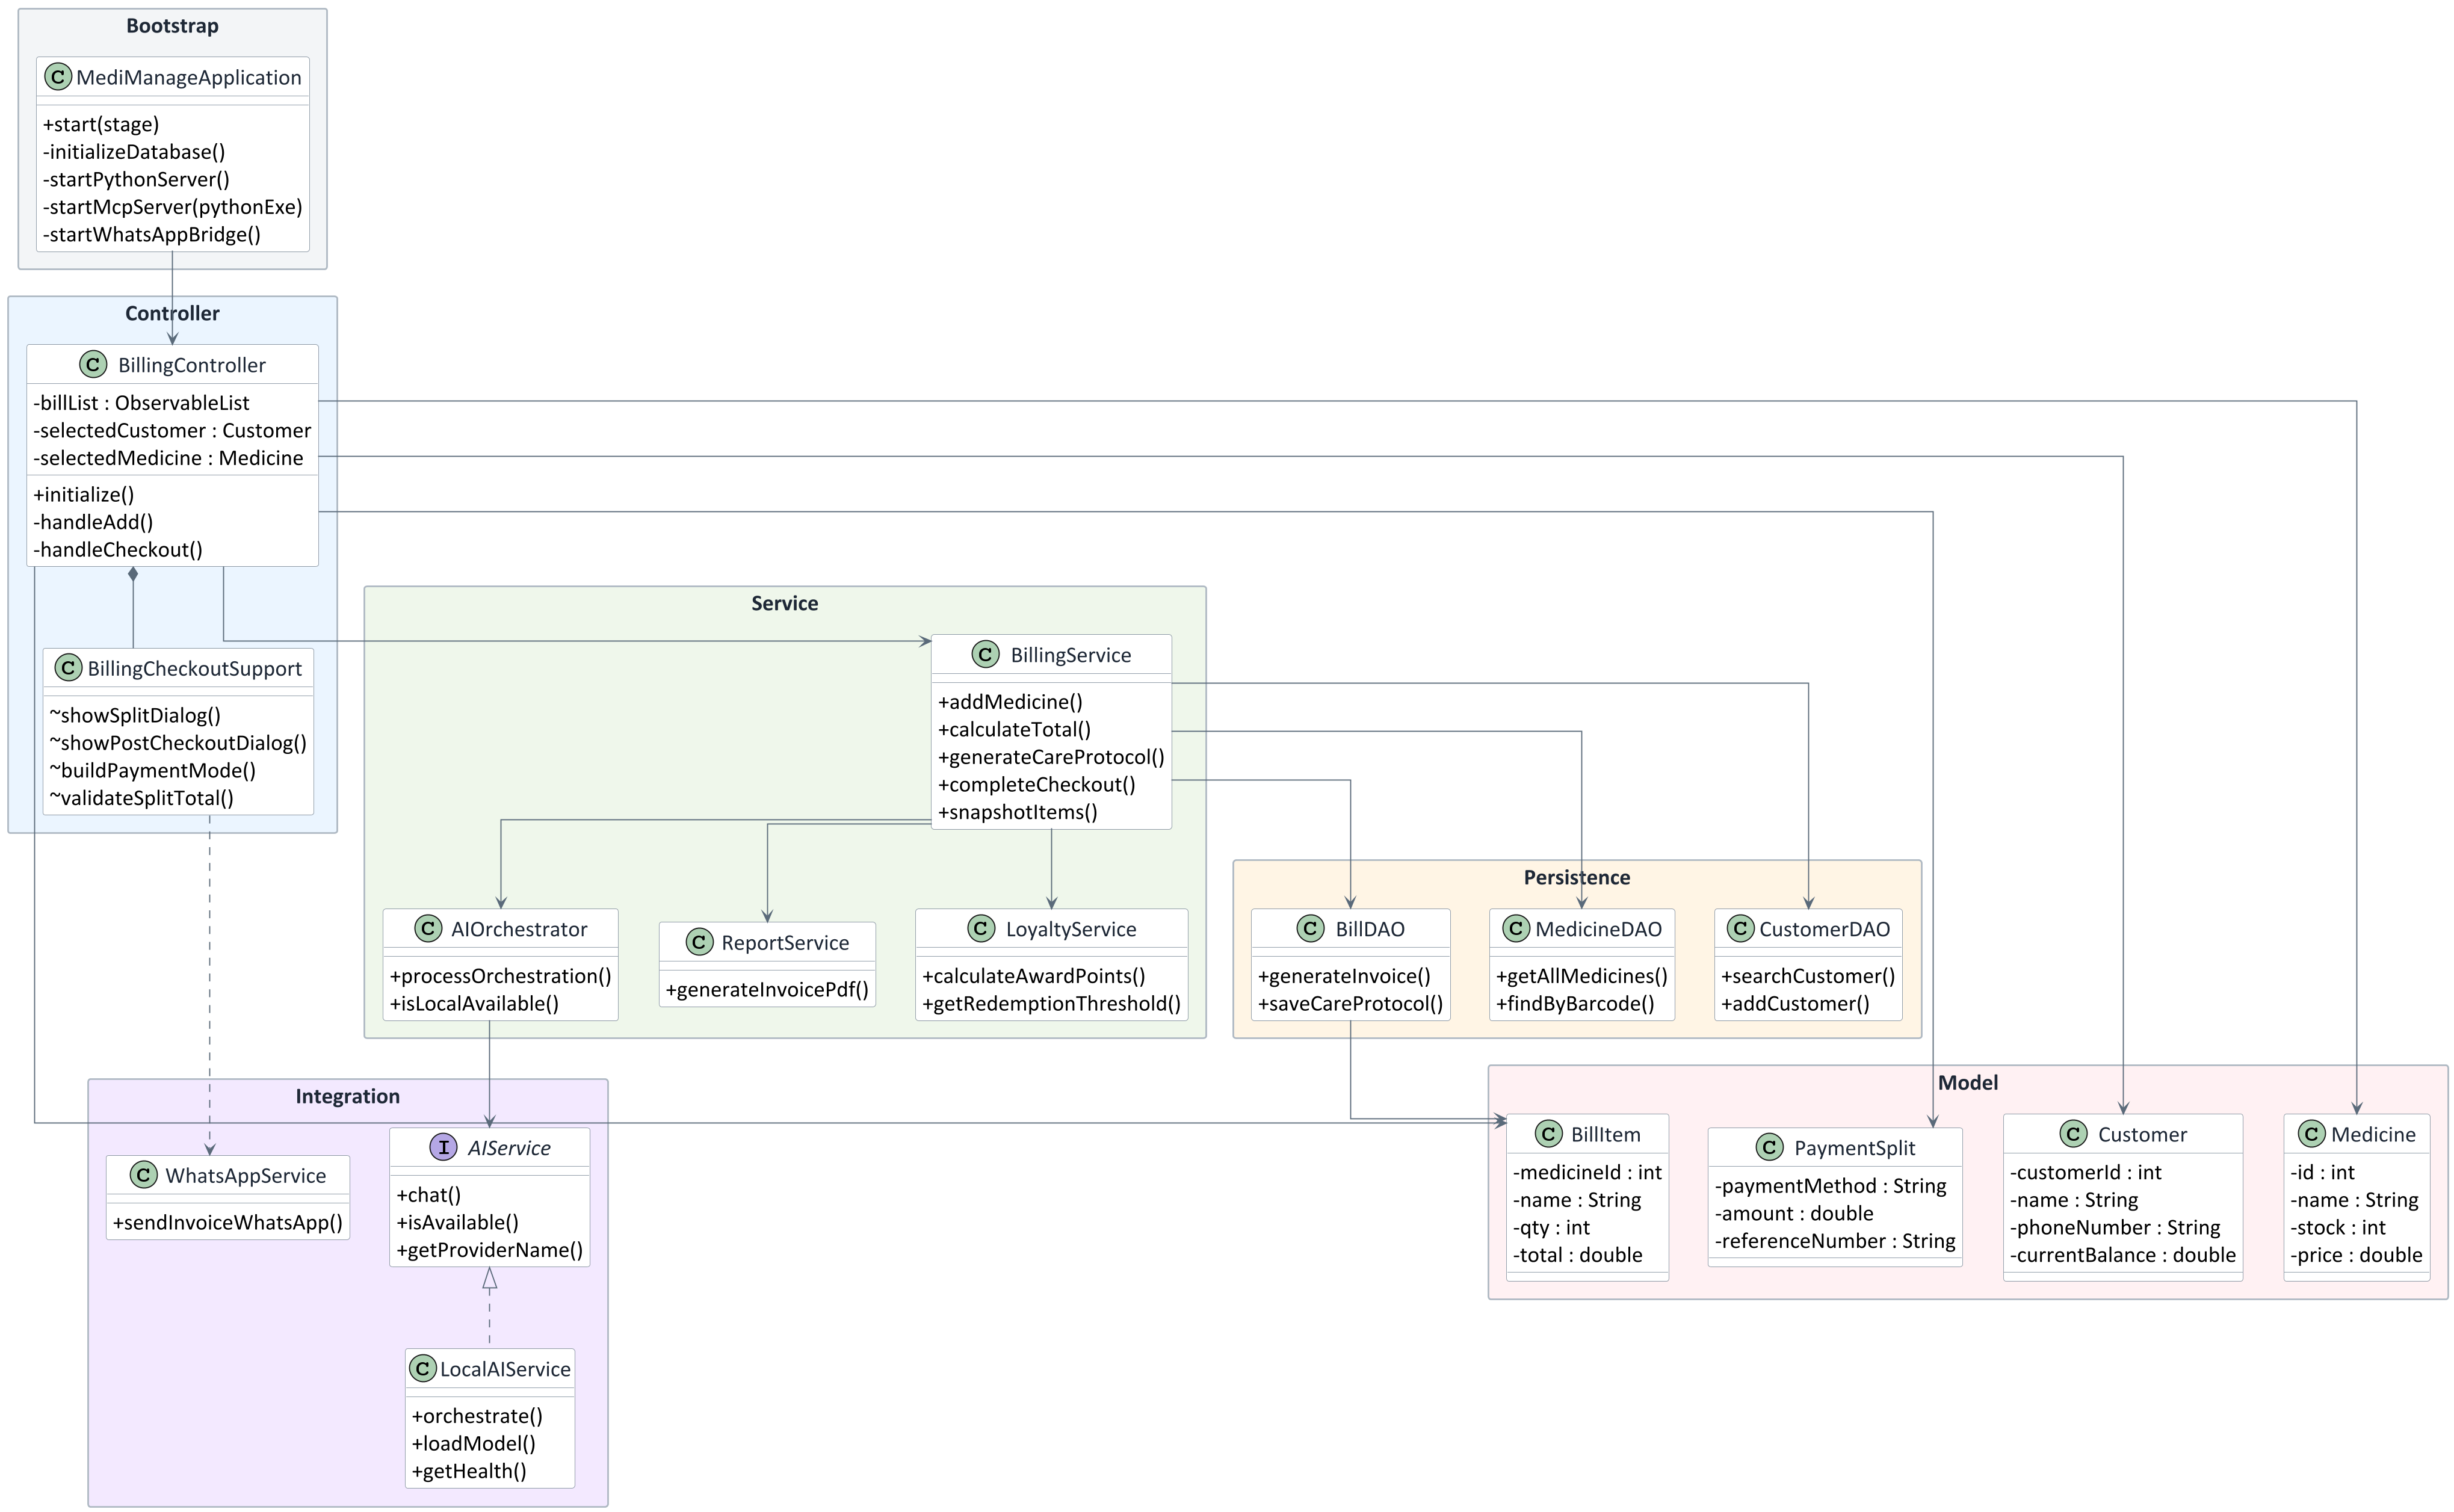 Bootstrap
C MediManageApplication
+start(stage)
-initializeDatabase()
-startPythonServer()
-startMcpServer(pythonExe)
-startWhatsAppBridge()
Controller
C BillingController
-billList : ObservableList
-selectedCustomer : Customer
-selectedMedicine : Medicine
+initialize()
-handleAdd()
-handleCheckout()
C BillingCheckoutSupport
~showSplitDialog()
~showPostCheckoutDialog()
~buildPaymentMode()
~validateSplitTotal()
Service
C BillingService
+addMedicine()
+calculateTotal()
+generateCareProtocol()
+completeCheckout()
+snapshotItems()
C AIOrchestrator
+processOrchestration()
+isLocalAvailable()
C ReportService
+generateInvoicePdf()
C LoyaltyService
+calculateAwardPoints()
+getRedemptionThreshold()
Persistence
C BillDAO
+generateInvoice()
+saveCareProtocol()
C MedicineDAO
+getAllMedicines()
+findByBarcode()
C CustomerDAO
+searchCustomer()
+addCustomer()
Integration
C WhatsAppService
+sendInvoiceWhatsApp()
I AIService
+chat()
+isAvailable()
+getProviderName()
C LocalAIService
+orchestrate()
+loadModel()
+getHealth()
Model
C BillItem
-medicineId : int
-name : String
-qty : int
-total : double
C PaymentSplit
-paymentMethod : String
-amount : double
-referenceNumber : String
C Customer
-customerId : int
-name : String
-phoneNumber : String
-currentBalance : double
C Medicine
-id : int
-name : String
-stock : int
-price : double